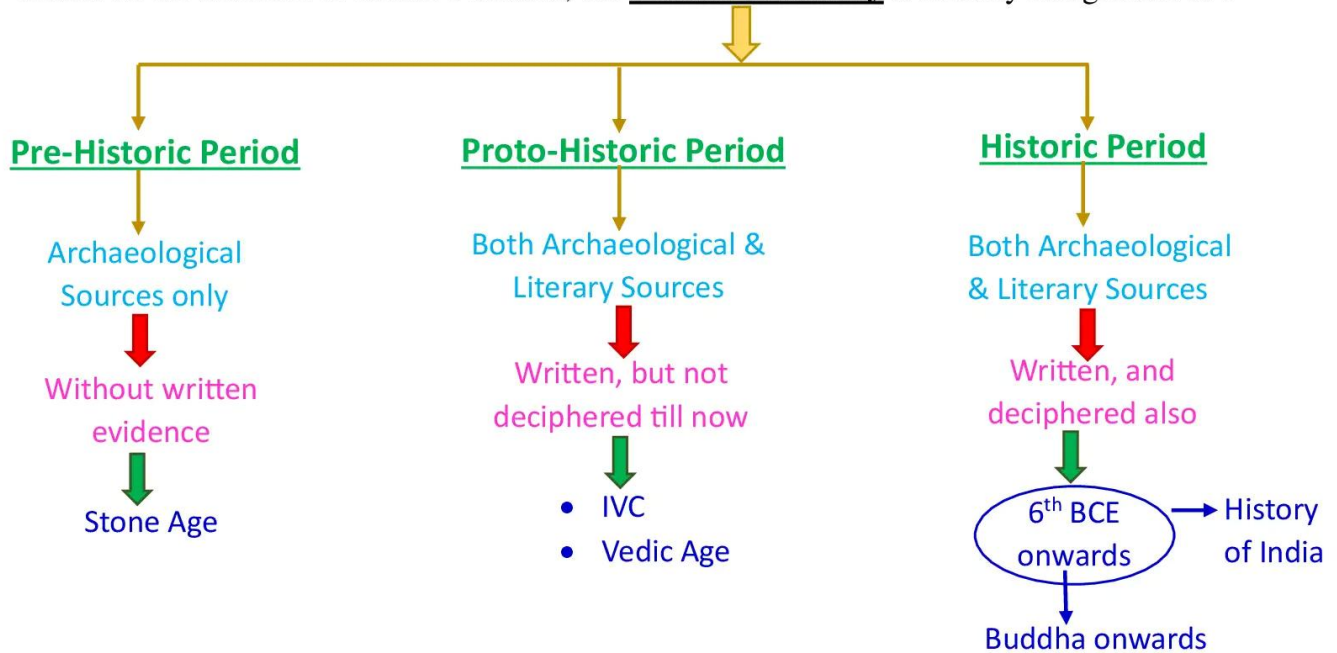 Pre-Historic Period
Archaeological
Sources only
Without written
evidence
Stone Age
Proto-Historic Period
Both Archaeological &
Literary Sources
Written, but not
deciphered till now
• IVC
• Vedic Age
Historic Period
Both Archaeological
& Literary Sources
Written, and
deciphered also
6th BCE
onwards
History
of India
Buddha onwards